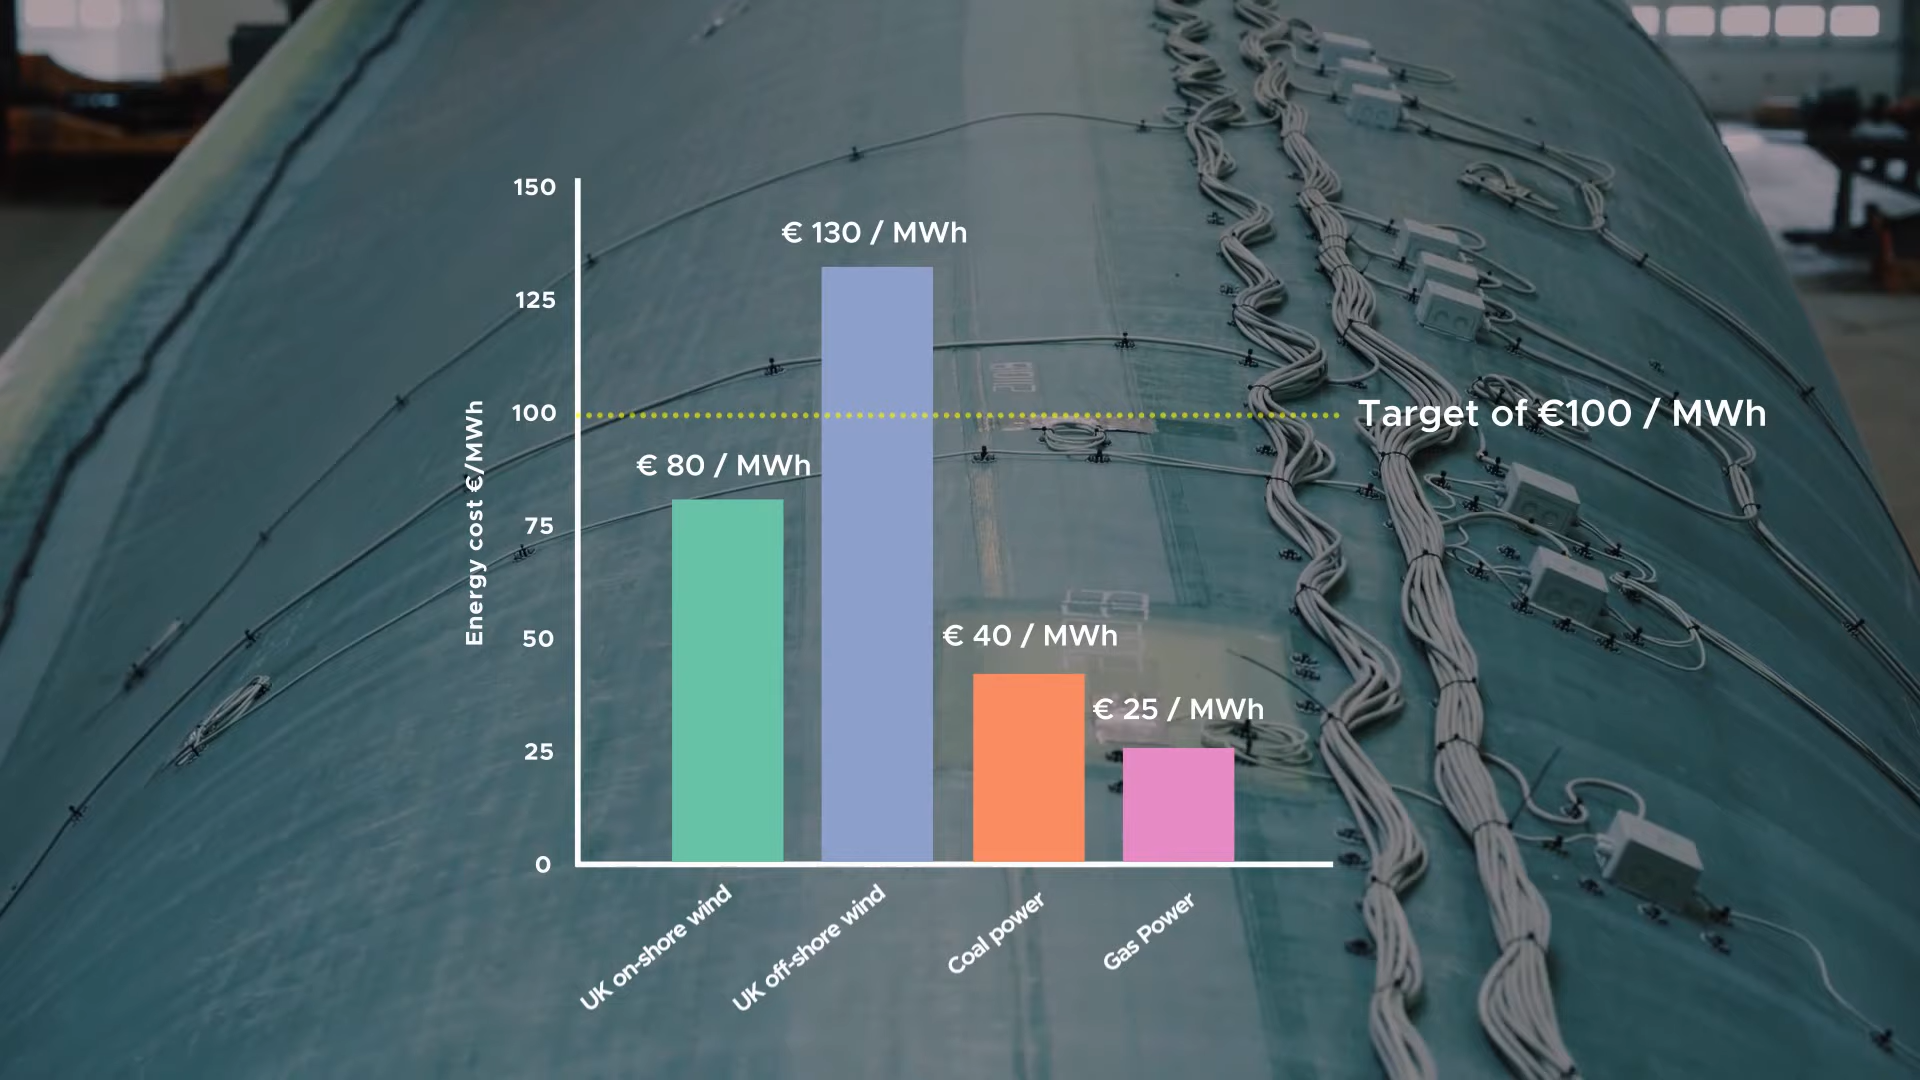 150
€ 130 / MWh
125
100
Target of €100 / MWh
€ 80 / MWh
Energy cost €/MWh
75
50
€ 40 / MWh
€ 25 / MWh
25
0
UK on-shore wind
UK off-shore wind
Coal power
Gas Power